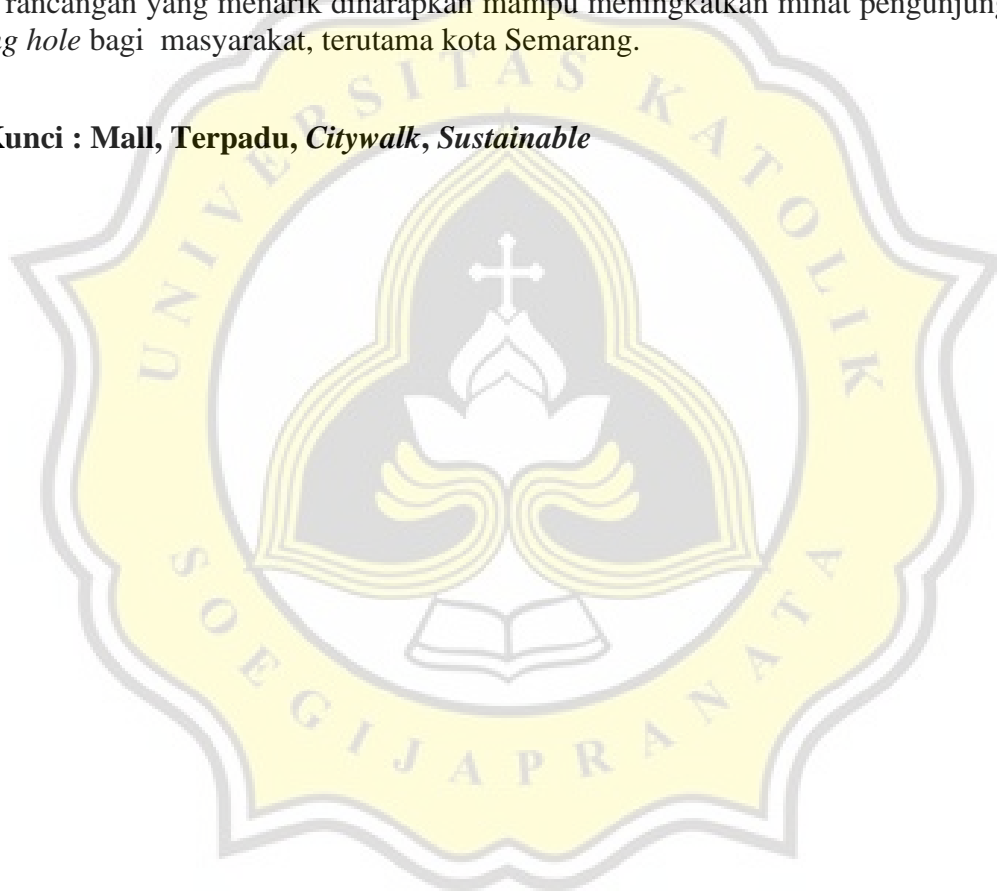 rancangan yang menarik diharapkan mampu meningkatkan minat pengunjung
ng hole bagi masyarakat, terutama kota Semarang.
Kunci : Mall, Terpadu, Citywalk, Sustainable
UNIVERSITAS KATOLIK
SOEGIJAPRANATA